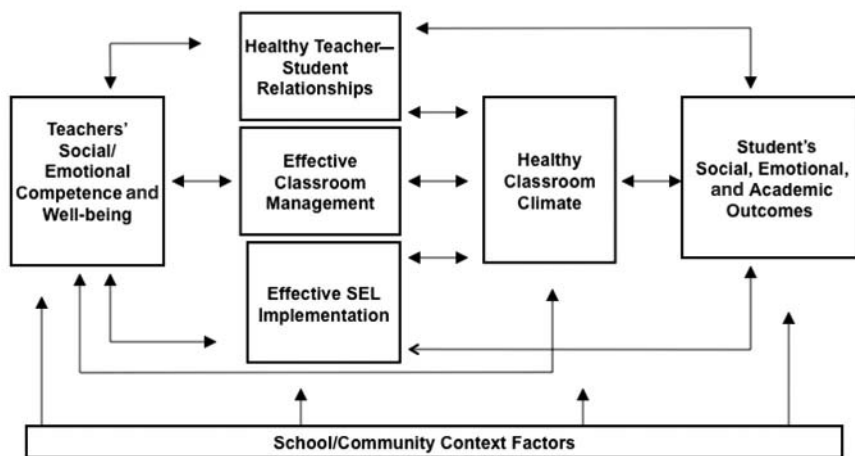 Healthy Teacher—
Student
Relationships
Teachers'
Social/
Emotional
Competence and
Well-being
Effective
Classroom
Management
Healthy
Classroom
Climate
Student's
Social, Emotional,
and Academic
Outcomes
Effective SEL
Implementation
School/Community Context Factors